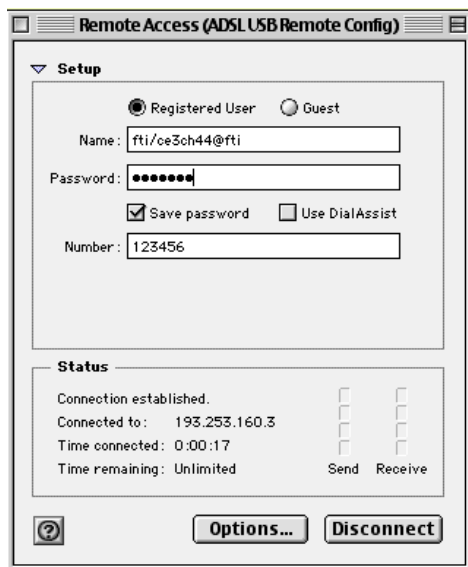 Remote Access (ADSL USB Remote Config)
Setup
Registered User Guest
Name: fti/ce3ch44@fti
Password: •••••••
Save password Use DialAssist
Number: 123456
Status
Connection established.
Connected to: 193.253.160.3
Time connected: 0:00:17
Time remaining: Unlimited Send Receive
? Options... Disconnect